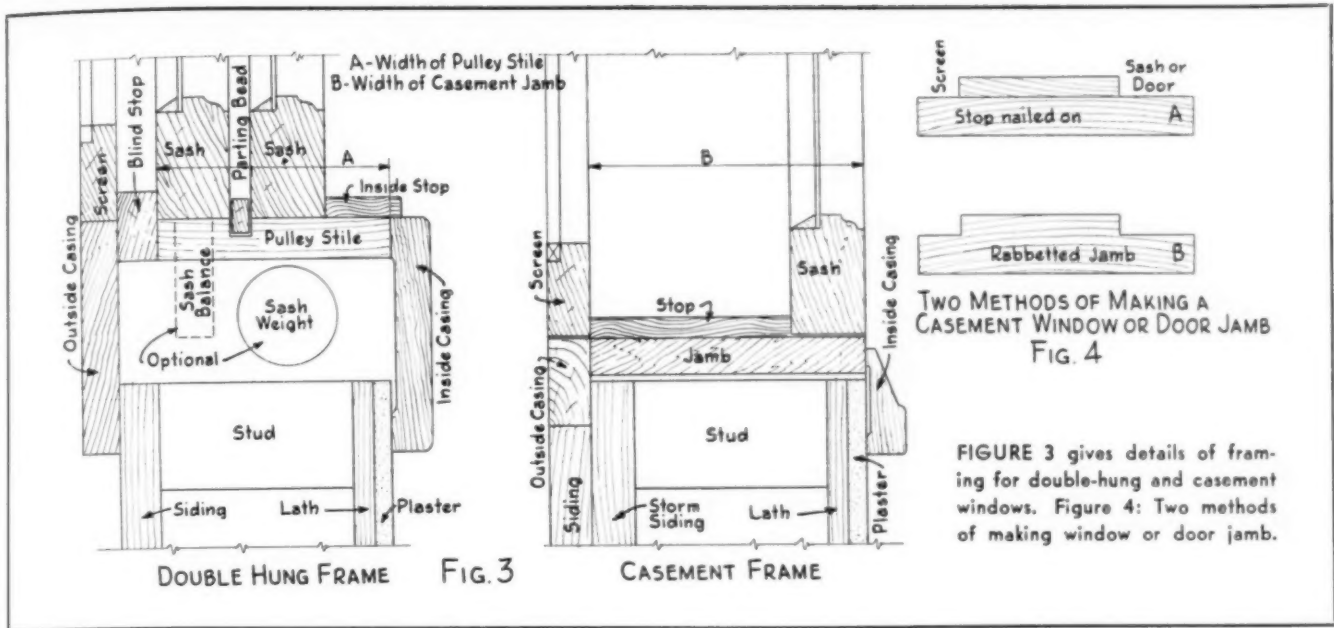 A-Width of Pulley Stile
B-Width of Casement Jamb
Screen
Blind Stop
Sash
Parting Bead
Sash
A
Inside Stop
Pulley Stile
Outside Casing
Sash
Balance
Sash
Weight
Optional
Inside Casing
Stud
Siding
Lath
Plaster
DOUBLE HUNG FRAME
FIG. 3
B
Screen
Sash
Stop
Jamb
Outside Casing
Inside Casing
Stud
Siding
Storm
Siding
Lath
Plaster
CASEMENT FRAME
Screen
Sash or
Door
Stop nailed on
A
Rabbetted Jamb
B
TWO METHODS OF MAKING A
CASEMENT WINDOW OR DOOR JAMB
FIG. 4
FIGURE 3 gives details of fram-
ing for double-hung and casement
windows. Figure 4: Two methods
of making window or door jamb.